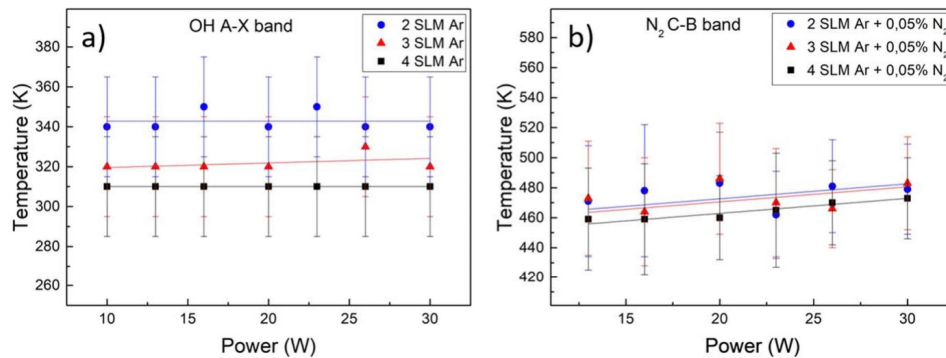 a)
OH A-X band
2 SLM Ar
3 SLM Ar
4 SLM Ar
Temperature (K)
380
360
340
320
300
280
260
10 15 20 25 30
Power (W)
b)
N₂ C-B band
2 SLM Ar + 0,05% N₂
3 SLM Ar + 0,05% N₂
4 SLM Ar + 0,05% N₂
Temperature (K)
580
560
540
520
500
480
460
440
420
15 20 25 30
Power (W)